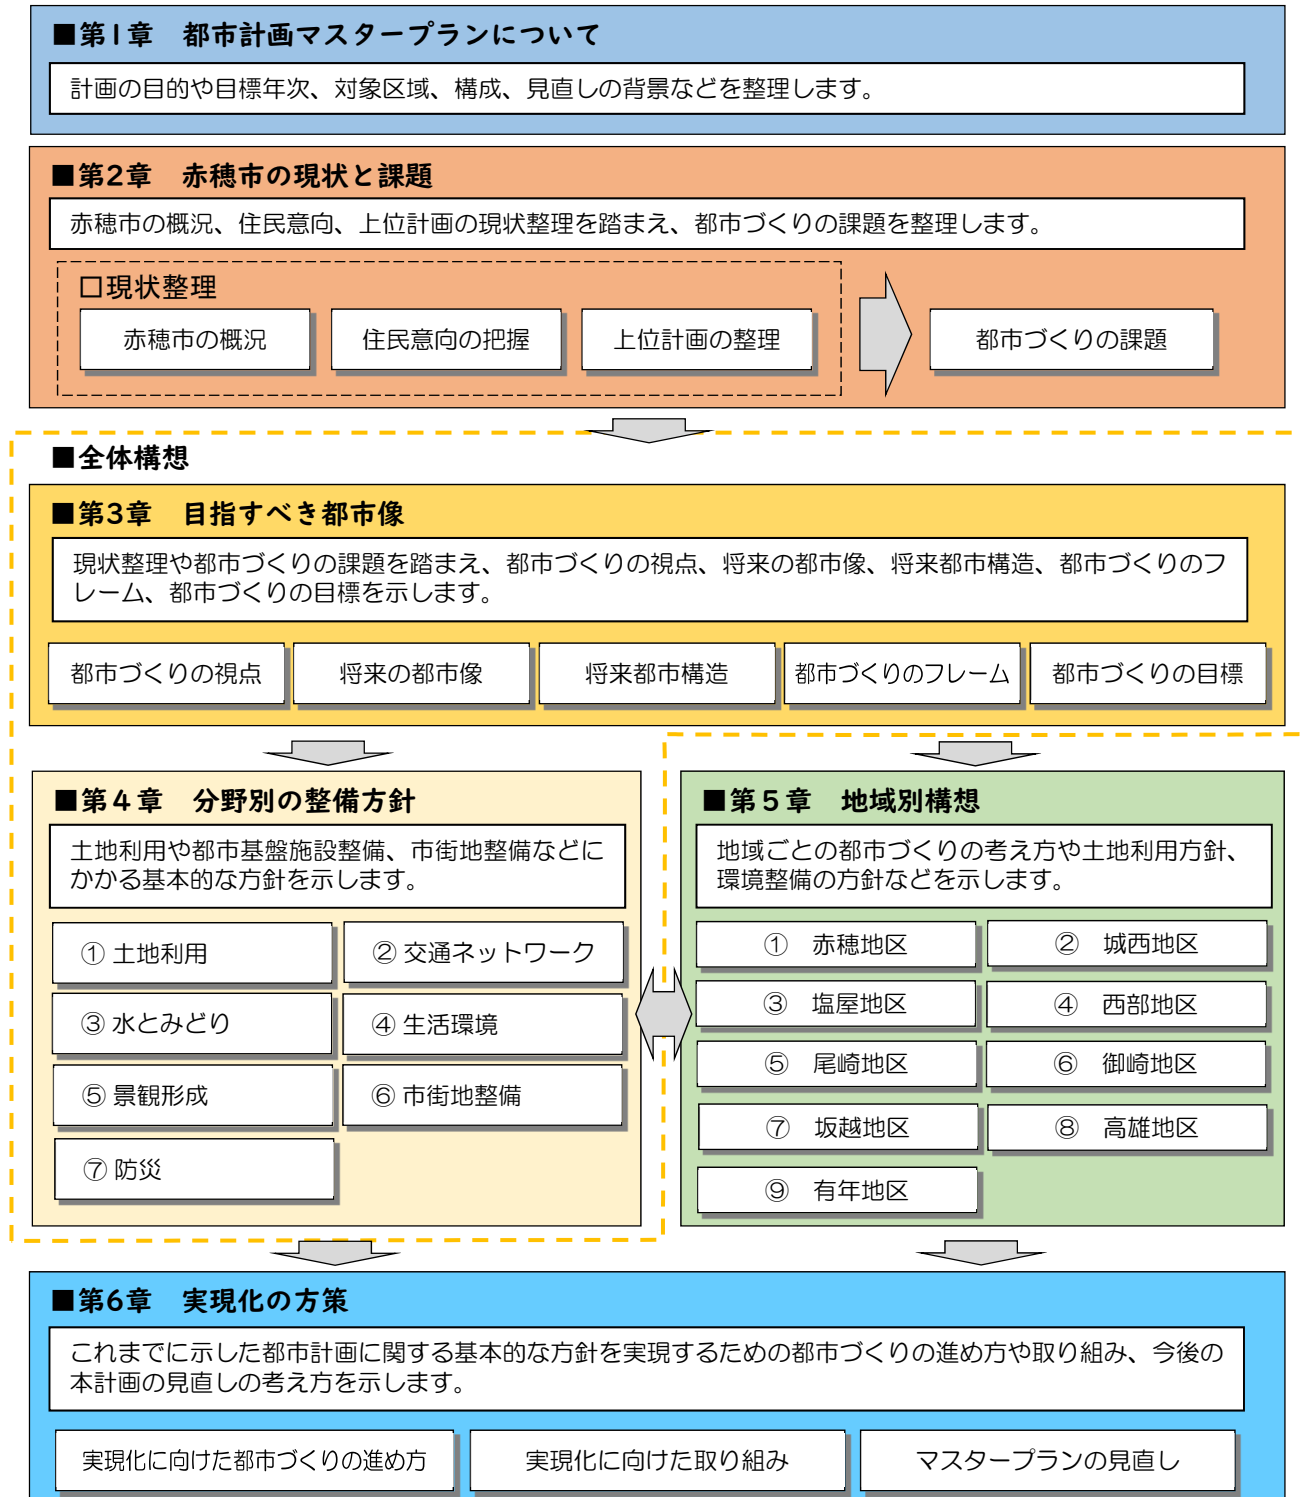 ■第1章　都市計画マスタープランについて
計画の目的や目標年次、対象区域、構成、見直しの背景などを整理します。
■第2章　赤穂市の現状と課題
赤穂市の概況、住民意向、上位計画の現状整理を踏まえ、都市づくりの課題を整理します。
□現状整理
赤穂市の概況
住民意向の把握
上位計画の整理
都市づくりの課題
■全体構想
■第3章　目指すべき都市像
現状整理や都市づくりの課題を踏まえ、都市づくりの視点、将来の都市像、将来都市構造、都市づくりのフ
レーム、都市づくりの目標を示します。
都市づくりの視点
将来の都市像
将来都市構造
都市づくりのフレーム
都市づくりの目標
■第４章　分野別の整備方針
土地利用や都市基盤施設整備、市街地整備などに
かかる基本的な方針を示します。
① 土地利用
② 交通ネットワーク
③ 水とみどり
④ 生活環境
⑤ 景観形成
⑥ 市街地整備
⑦ 防災
■第５章　地域別構想
地域ごとの都市づくりの考え方や土地利用方針、
環境整備の方針などを示します。
①　赤穂地区
②　城西地区
③　塩屋地区
④　西部地区
⑤　尾崎地区
⑥　御崎地区
⑦　坂越地区
⑧　高雄地区
⑨　有年地区
■第6章　実現化の方策
これまでに示した都市計画に関する基本的な方針を実現するための都市づくりの進め方や取り組み、今後の
本計画の見直しの考え方を示します。
実現化に向けた都市づくりの進め方
実現化に向けた取り組み
マスタープランの見直し